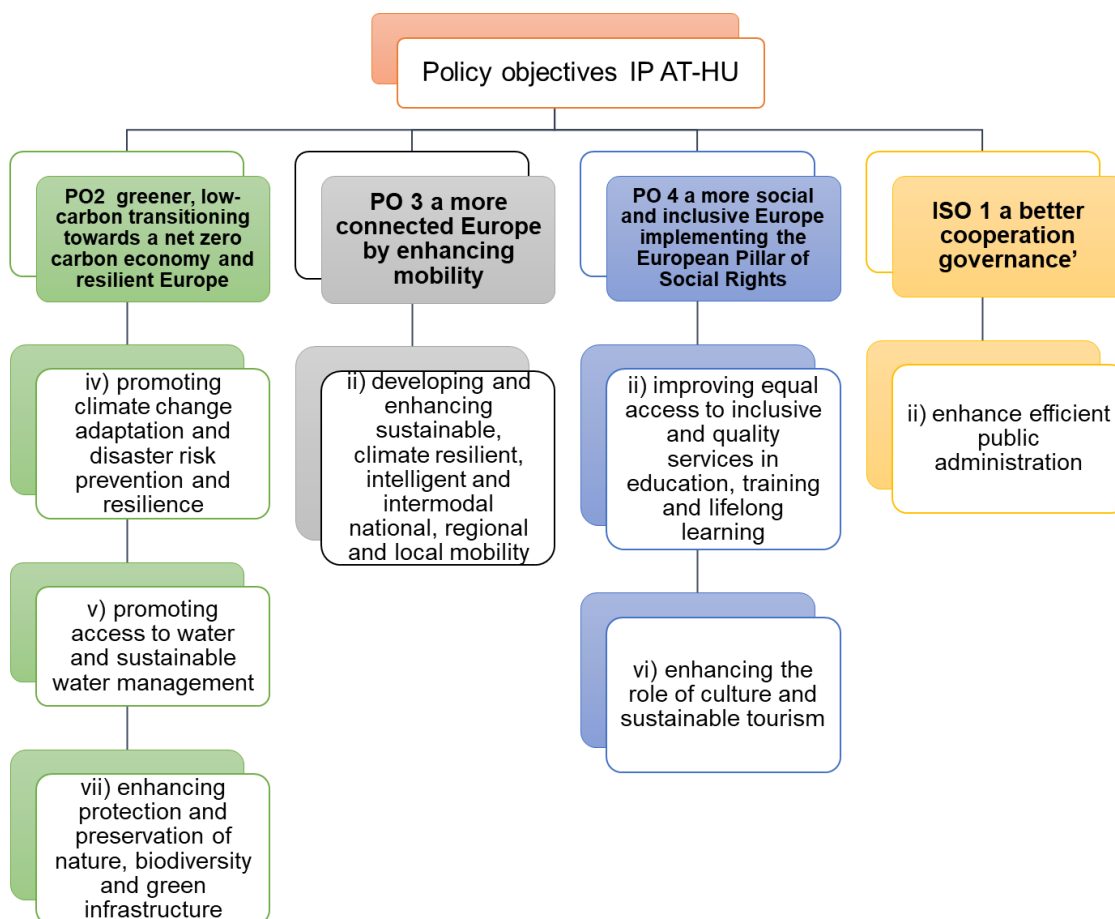 Policy objectives IP AT-HU
PO2 greener, low-
carbon transitioning
towards a net zero
carbon economy and
resilient Europe
iv) promoting
climate change
adaptation and
disaster risk
prevention and
resilience
v) promoting
access to water
and sustainable
water management
vii) enhancing
protection and
preservation of
nature, biodiversity
and green
infrastructure
PO 3 a more
connected Europe
by enhancing
mobility
ii) developing and
enhancing
sustainable,
climate resilient,
intelligent and
intermodal
national, regional
and local mobility
PO 4 a more social
and inclusive Europe
implementing the
European Pillar of
Social Rights
ii) improving equal
access to inclusive
and quality
services in
education, training
and lifelong
learning
vi) enhancing the
role of culture and
sustainable tourism
ISO 1 a better
cooperation
governance’
ii) enhance efficient
public
administration